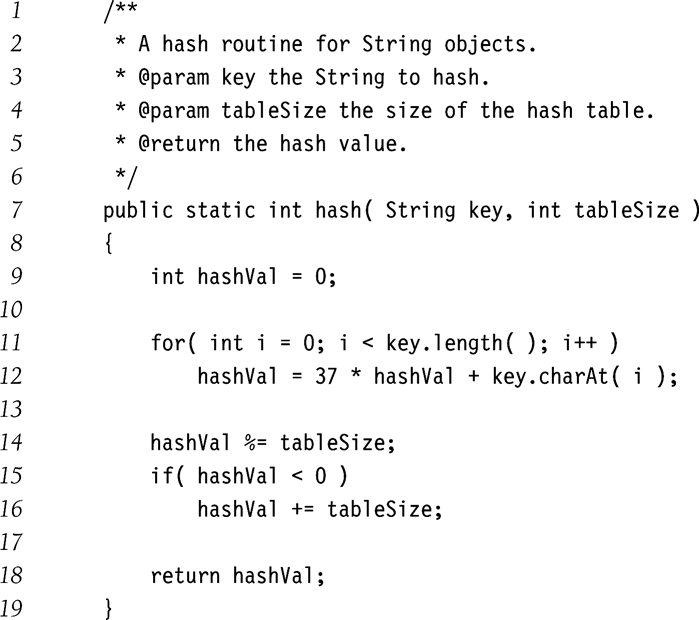 1 /**
2 * A hash routine for String objects.
3 * @param key the String to hash.
4 * @param tableSize the size of the hash table.
5 * @return the hash value.
6 */
7 public static int hash( String key, int tableSize )
8 {
9 int hashVal = 0;
10
11 for( int i = 0; i < key.length( ); i++ )
12 hashVal = 37 * hashVal + key.charAt( i );
13
14 hashVal %= tableSize;
15 if( hashVal < 0 )
16 hashVal += tableSize;
17
18 return hashVal;
19 }